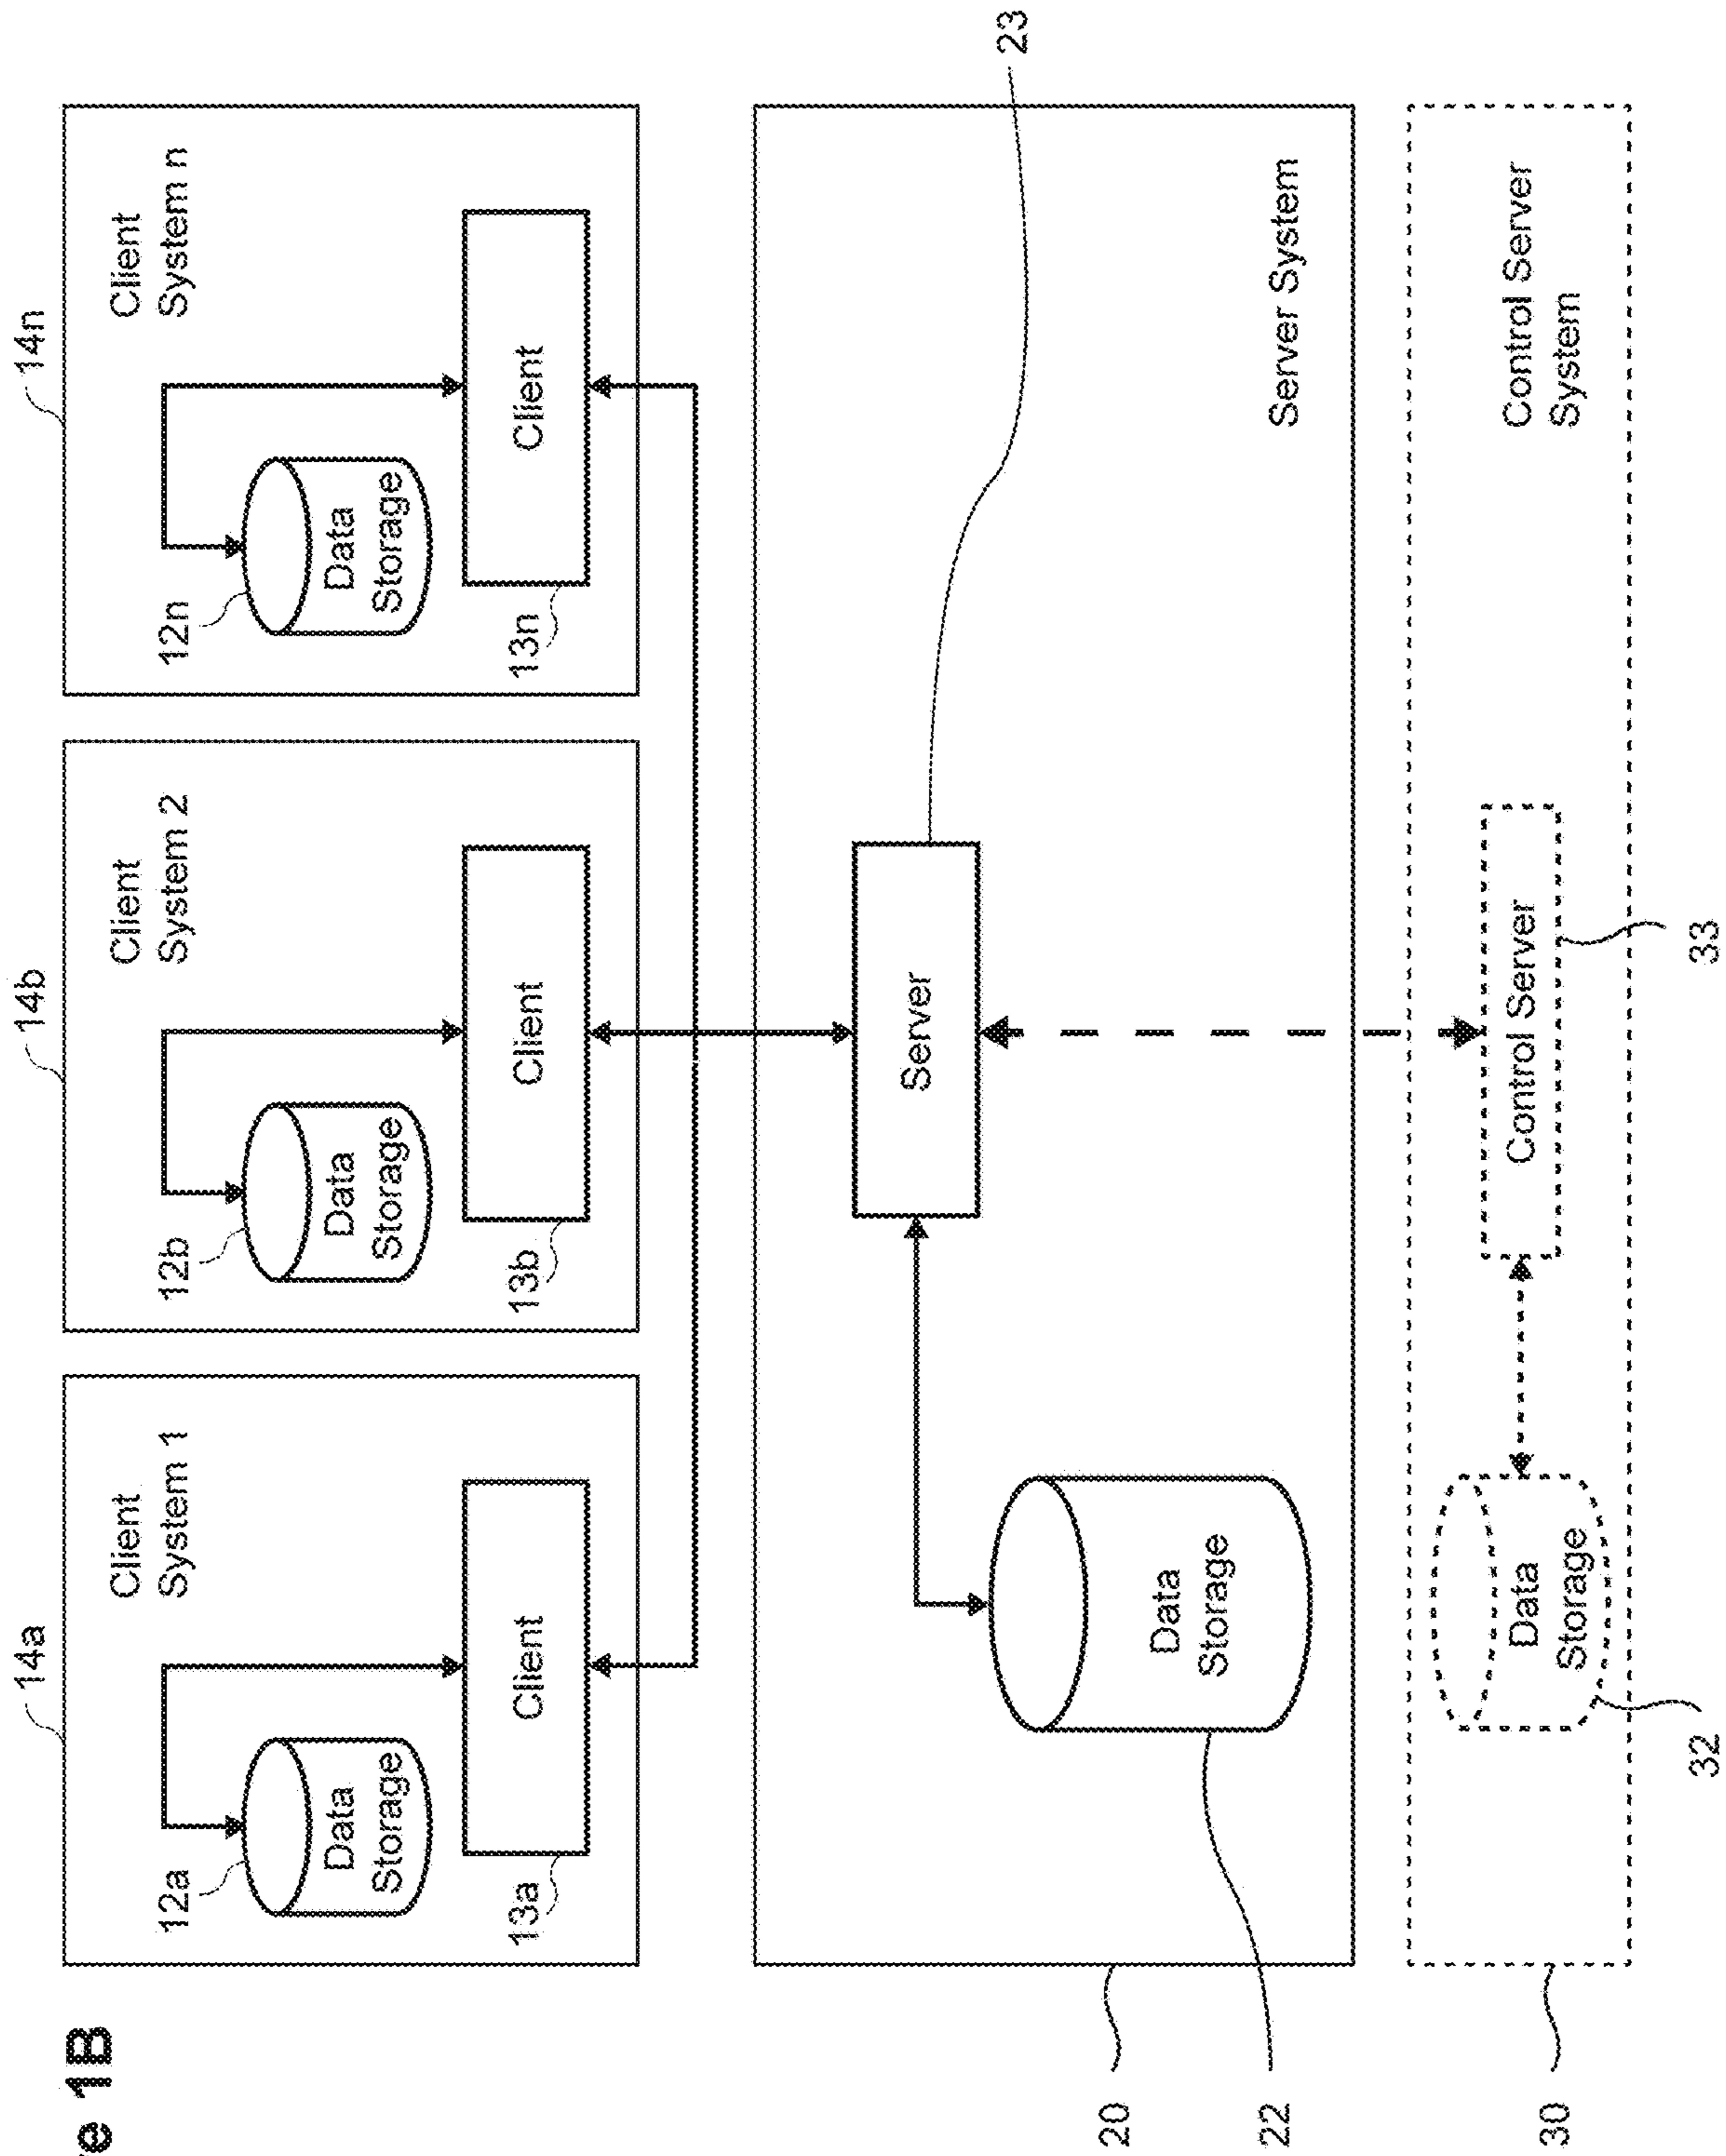 re 1B
14a
Client
System 1
12a
Data
Storage
13a
Client
14b
Client
System 2
12b
Data
Storage
13b
Client
14n
Client
System n
12n
Data
Storage
13n
Client
Server
23
Data
Storage
Server System
20
22
Control Server
System
Data
Storage
Control Server
30
32
33